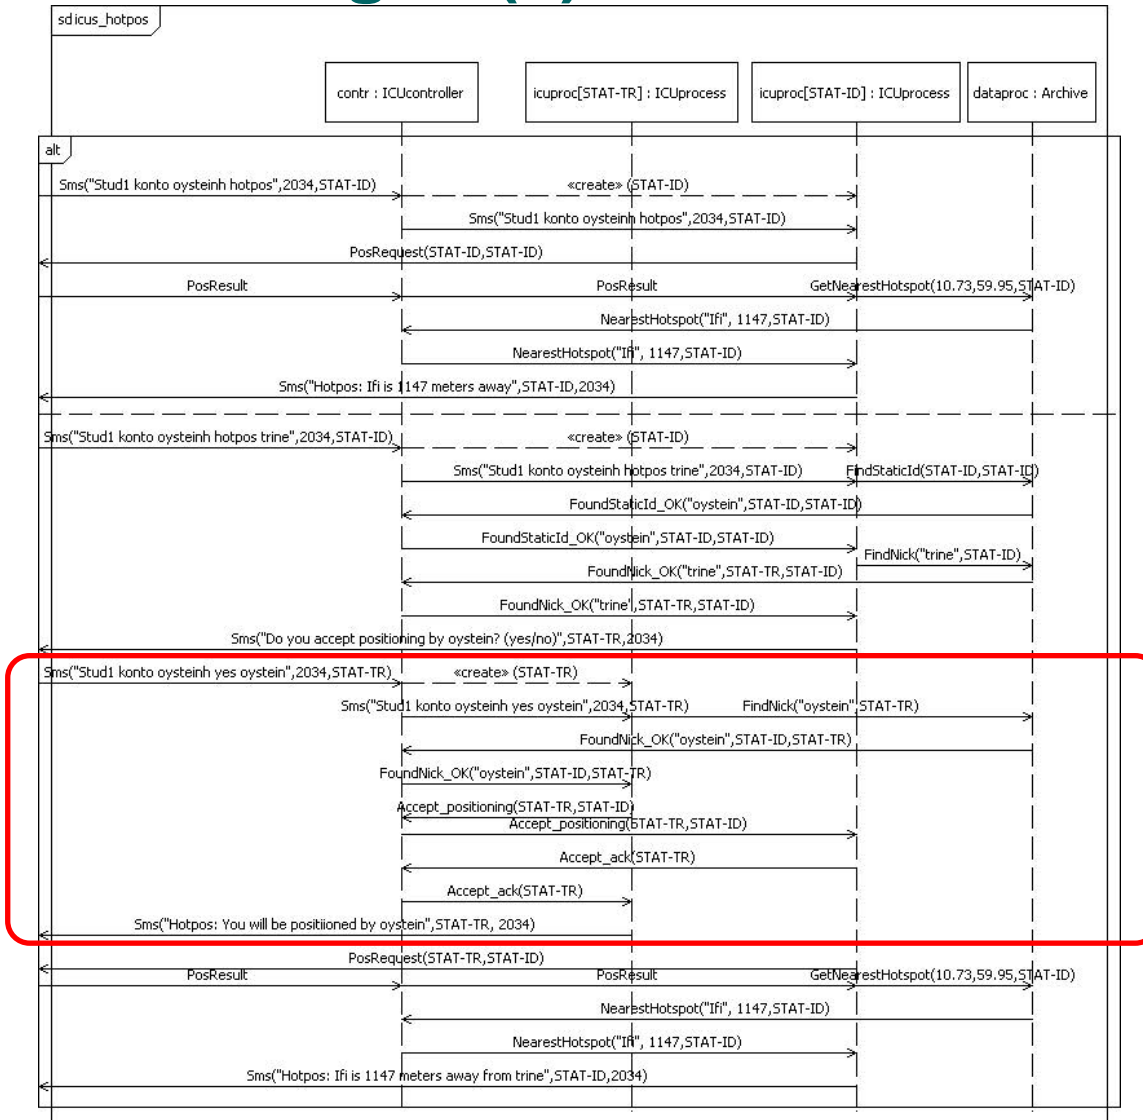 sd icus_hotpos
contr : ICUcontroller
icuproc[STAT-TR] : ICUprocess
icuproc[STAT-ID] : ICUprocess
dataproc : Archive
alt
Sms("Stud1 konto oysteinh hotpos",2034,STAT-ID)
«create» (STAT-ID)
Sms("Stud1 konto oysteinh hotpos",2034,STAT-ID)
PosRequest(STAT-ID,STAT-ID)
PosResult
PosResult
GetNearestHotspot(10.73,59.95,STAT-ID)
NearestHotspot("Ifi", 1147,STAT-ID)
NearestHotspot("Ifi", 1147,STAT-ID)
Sms("Hotpos: Ifi is 1147 meters away",STAT-ID,2034)
Sms("Stud1 konto oysteinh hotpos trine",2034,STAT-ID)
«create» (STAT-ID)
Sms("Stud1 konto oysteinh hotpos trine",2034,STAT-ID)
FindStaticId(STAT-ID,STAT-ID)
FoundStaticId_OK("oystein",STAT-ID,STAT-ID)
FoundStaticId_OK("oystein",STAT-ID,STAT-ID)
FindNick("trine",STAT-ID)
FoundNick_OK("trine",STAT-TR,STAT-ID)
FoundNick_OK("trine",STAT-TR,STAT-ID)
Sms("Do you accept positioning by oystein? (yes/no)",STAT-TR,2034)
Sms("Stud1 konto oysteinh yes oystein",2034,STAT-TR)
«create» (STAT-TR)
Sms("Stud1 konto oysteinh yes oystein",2034,STAT-TR)
FindNick("oystein",STAT-TR)
FoundNick_OK("oystein",STAT-ID,STAT-TR)
FoundNick_OK("oystein",STAT-ID,STAT-TR)
Accept_positioning(STAT-TR,STAT-ID)
Accept_positioning(STAT-TR,STAT-ID)
Accept_ack(STAT-TR)
Accept_ack(STAT-TR)
Sms("Hotpos: You will be positiioned by oystein",STAT-TR, 2034)
PosRequest(STAT-TR,STAT-ID)
PosResult
PosResult
GetNearestHotspot(10.73,59.95,STAT-ID)
NearestHotspot("Ifi", 1147,STAT-ID)
NearestHotspot("Ifi", 1147,STAT-ID)
Sms("Hotpos: Ifi is 1147 meters away from trine",STAT-ID,2034)